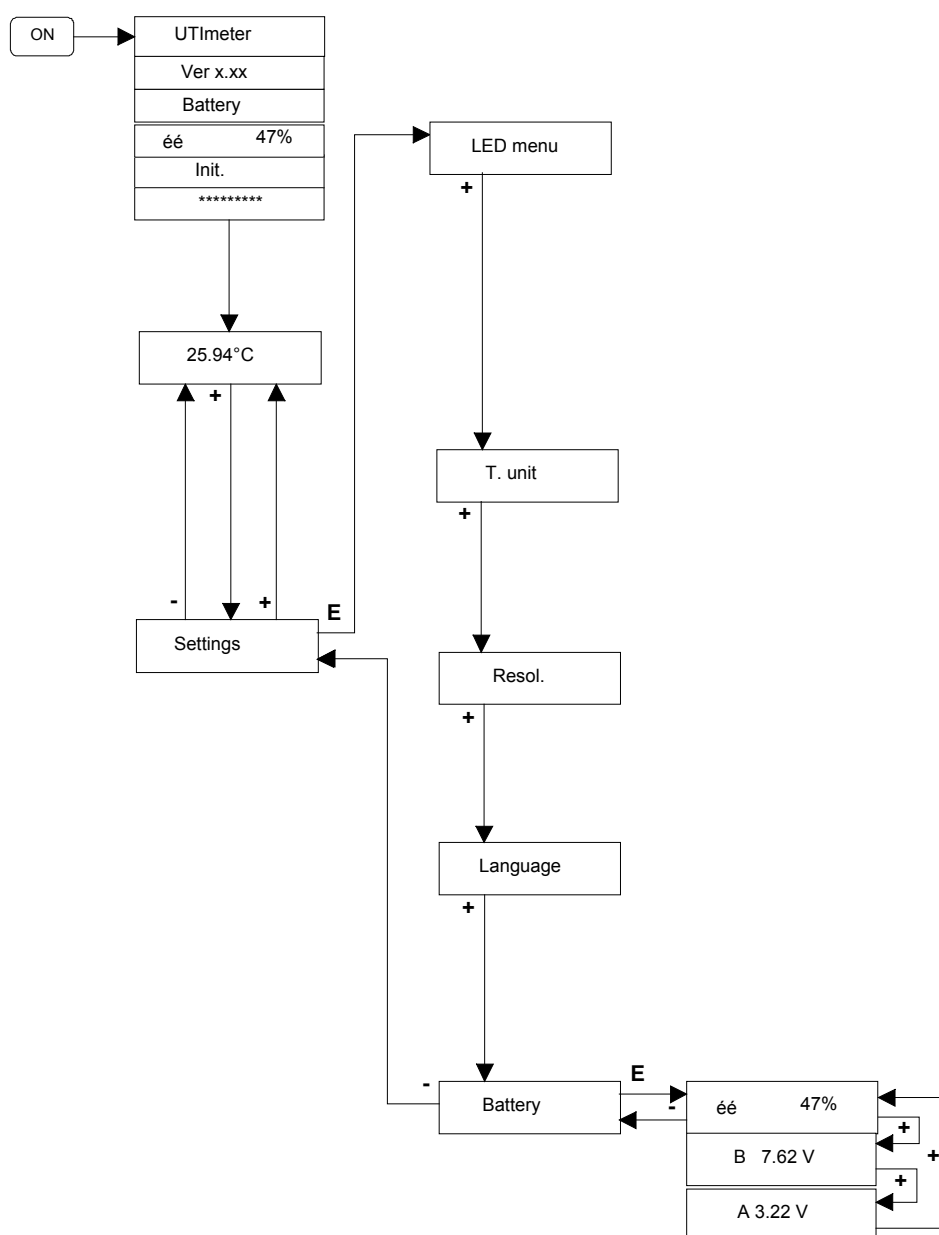 ON
UTImeter
Ver x.xx
Battery
éé 47%
Init.
*********
LED menu
+
25.94°C
+
T. unit
+
- +
E
Settings
Resol.
+
Language
+
- Battery E
-
éé 47%
+
B 7.62 V
+
+
A 3.22 V